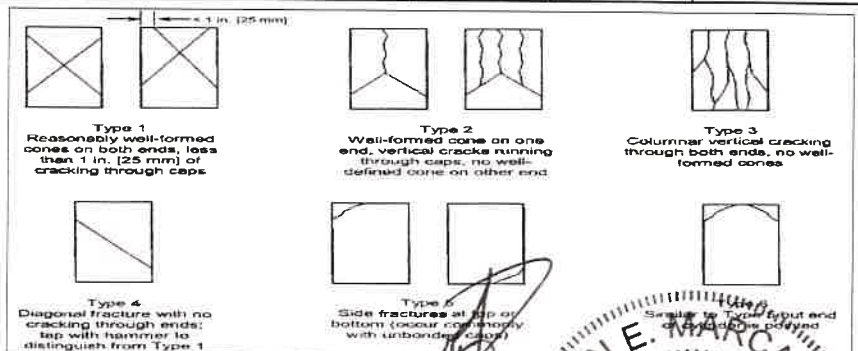 < 1 in. [25 mm]
Type 1
Reasonably well-formed
cones on both ends, less
than 1 in. [25 mm] of
cracking through caps
Type 2
Well-formed cone on one
end, vertical cracks running
through caps, no well-
defined cone on other end
Type 3
Columnar vertical cracking
through both ends, no well-
formed cones
Type 4
Diagonal fracture with no
cracking through ends;
tap with hammer to
distinguish from Type 1
Type 5
Side fractures at top or
bottom (occur commonly
with unbonded caps)
Similar to Type 5 but end
of cylinder is
E. MARCA